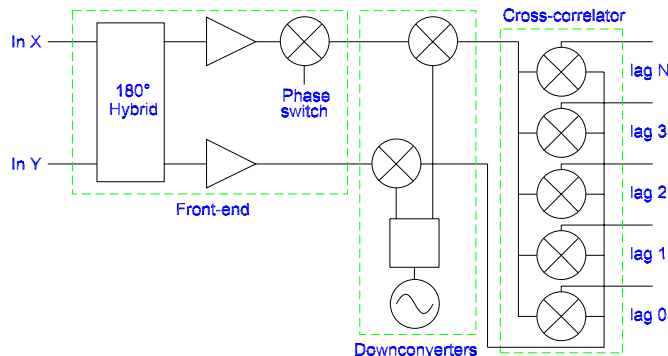 Cross-correlator
In X
180°
Hybrid
Phase
switch
lag N
lag 3
In Y
lag 2
Front-end
lag 1
lag 0
Downconverters